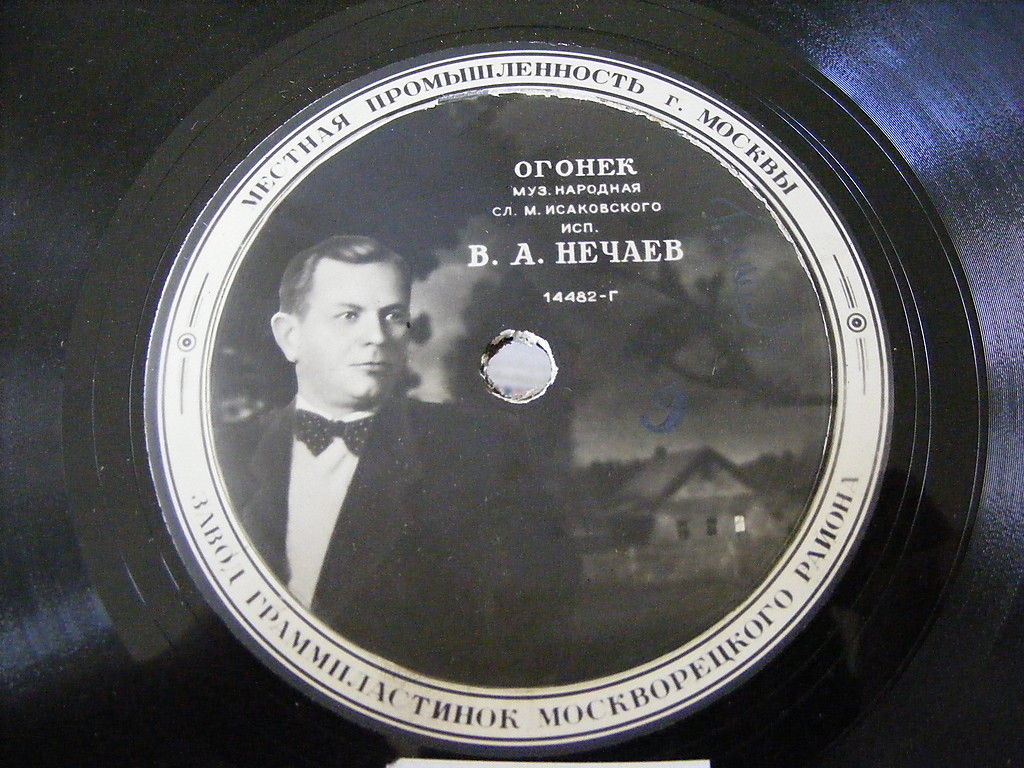 МЕСТНАЯ ПРОМЫШЛЕННОСТЬ г. МОСКВЫ
ОГОНЕК
МУЗ. НАРОДНАЯ
СЛ. М. ИСАКОВСКОГО
ИСП.
В. А. НЕЧАЕВ
14482-Г
ЗАВОД ГРАММПЛАСТИНОК МОСКВОРЕЦКОГО РАЙОНА